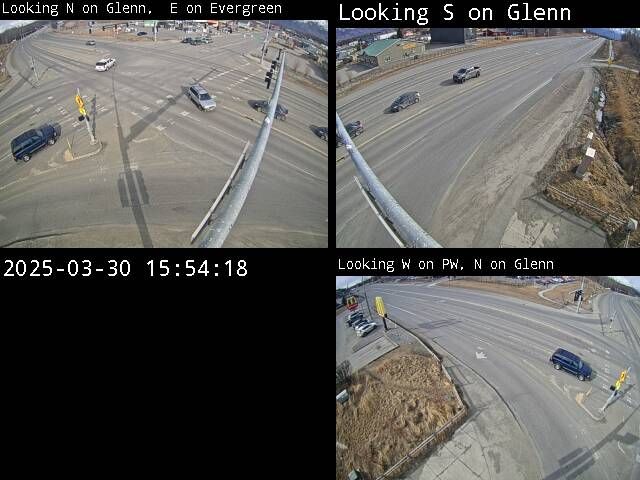 Looking N on Glenn,  E on Evergreen
Looking S on Glenn
2025-03-30 15:54:18
Looking W on PW, N on Glenn